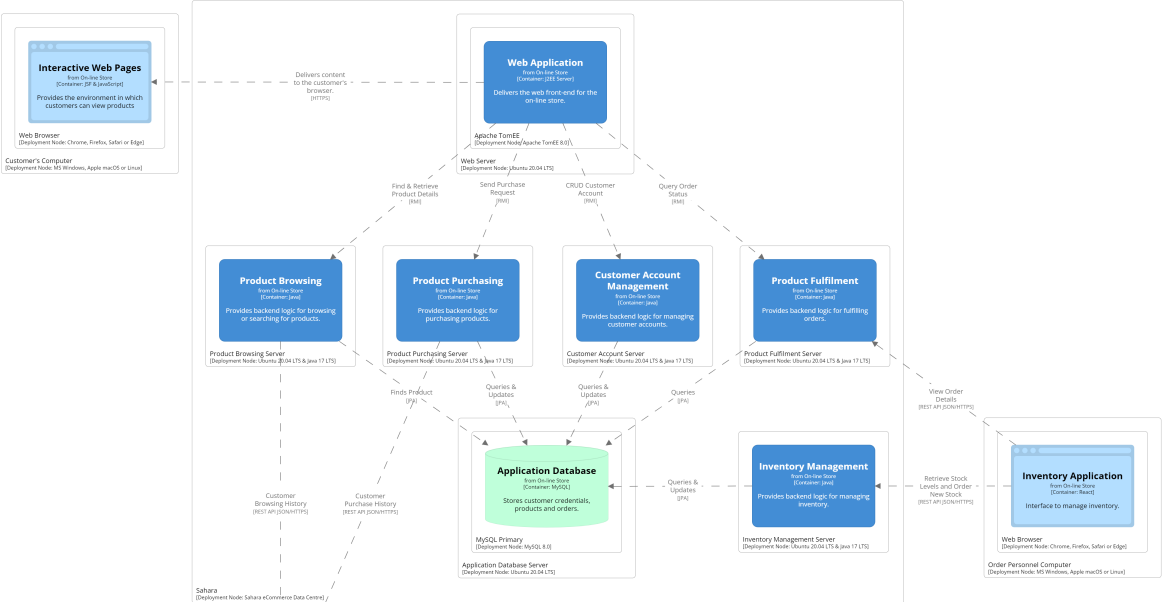 Interactive Web Pages
from On-line Store
[Container: JSF & JavaScript]
Provides the environment in which
customers can view products
Web Browser
[Deployment Node: Chrome, Firefox, Safari or Edge]
Customer's Computer
[Deployment Node: MS Windows, Apple macOS or Linux]
Delivers content
to the customer's
browser.
[HTTPS]
Web Application
from On-line Store
[Container: J2EE Server]
Delivers the web front-end for the
on-line store.
Apache TomEE
[Deployment Node: Apache TomEE 8.0]
Web Server
[Deployment Node: Ubuntu 20.04 LTS]
Find & Retrieve
Product Details
[RMI]
Send Purchase
Request
[RMI]
CRUD Customer
Account
[RMI]
Query Order
Status
[RMI]
Product Browsing
from On-line Store
[Container: Java]
Provides backend logic for browsing
or searching for products.
Product Browsing Server
[Deployment Node: Ubuntu 20.04 LTS & Java 17 LTS]
Product Purchasing
from On-line Store
[Container: Java]
Provides backend logic for
purchasing products.
Product Purchasing Server
[Deployment Node: Ubuntu 20.04 LTS & Java 17 LTS]
Customer Account
Management
from On-line Store
[Container: Java]
Provides backend logic for managing
customer accounts.
Customer Account Server
[Deployment Node: Ubuntu 20.04 LTS & Java 17 LTS]
Product Fulfilment
from On-line Store
[Container: Java]
Provides backend logic for fulfilling
orders.
Product Fulfilment Server
[Deployment Node: Ubuntu 20.04 LTS & Java 17 LTS]
Finds Product
[JPA]
Queries &
Updates
[JPA]
Queries &
Updates
[JPA]
Queries
[JPA]
View Order
Details
[REST API JSON/HTTPS]
Application Database
from On-line Store
[Container: MySQL]
Stores customer credentials,
products and orders.
MySQL Primary
[Deployment Node: MySQL 8.0]
Application Database Server
[Deployment Node: Ubuntu 20.04 LTS]
Queries &
Updates
[JPA]
Inventory Management
from On-line Store
[Container: Java]
Provides backend logic for managing
inventory.
Inventory Management Server
[Deployment Node: Ubuntu 20.04 LTS & Java 17 LTS]
Retrieve Stock
Levels and Order
New Stock
[REST API JSON/HTTPS]
Inventory Application
from On-line Store
[Container: React]
Interface to manage inventory.
Web Browser
[Deployment Node: Chrome, Firefox, Safari or Edge]
Order Personnel Computer
[Deployment Node: MS Windows, Apple macOS or Linux]
Customer
Browsing History
[REST API JSON/HTTPS]
Customer
Purchase History
[REST API JSON/HTTPS]
Sahara
[Deployment Node: Sahara eCommerce Data Centre]